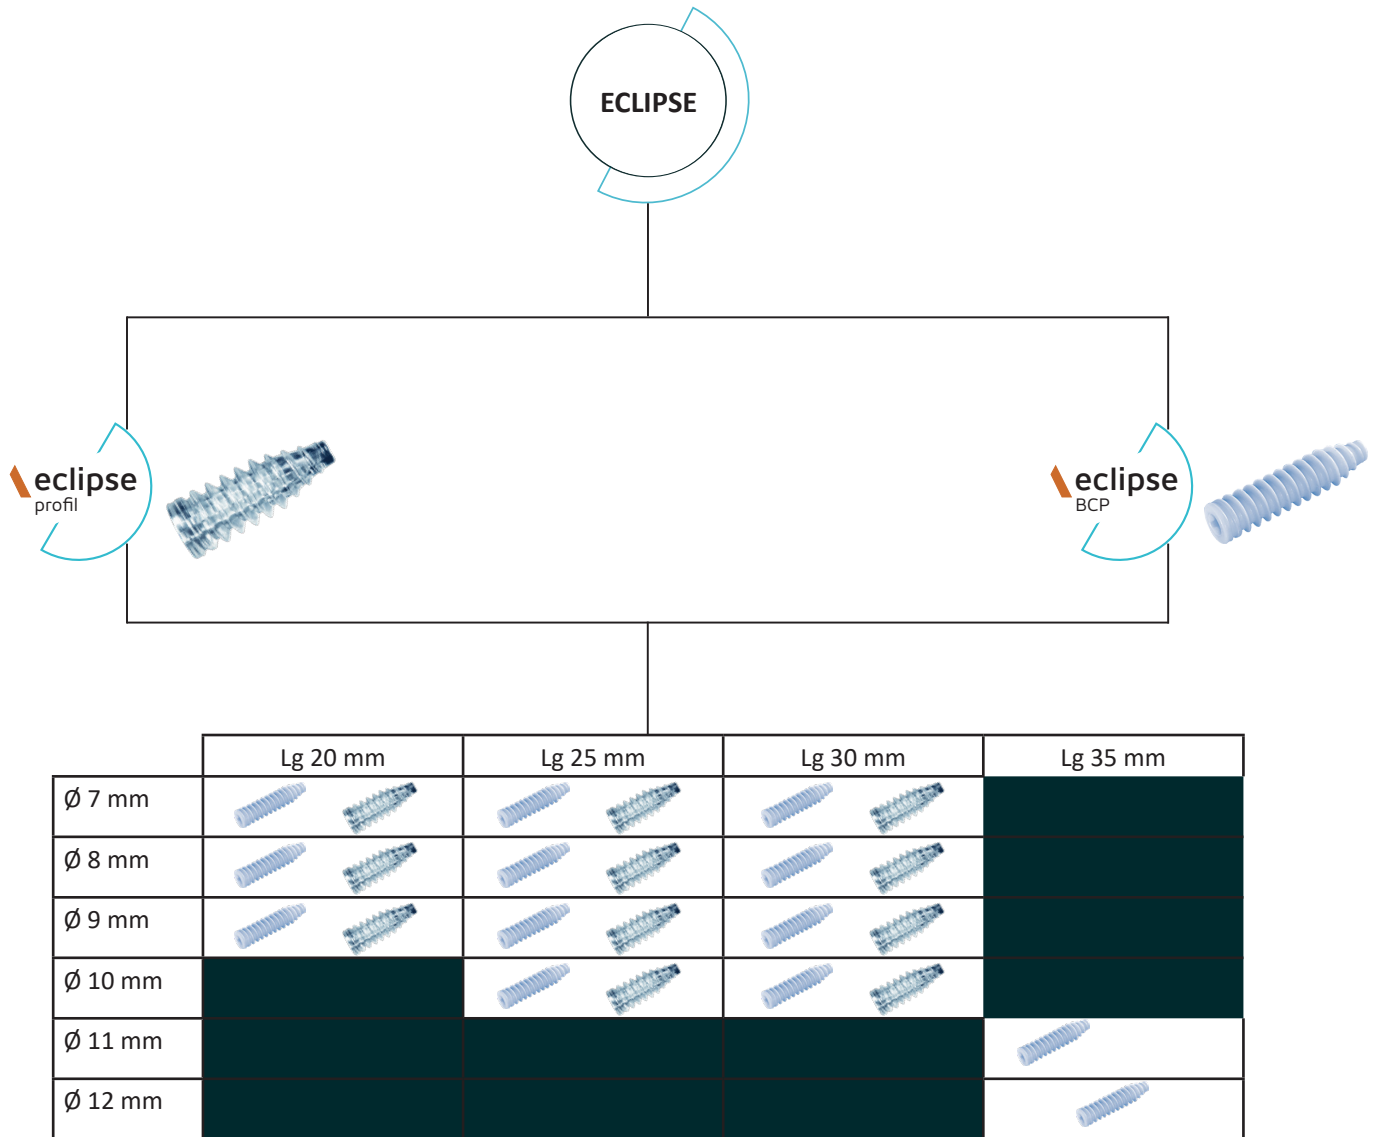 ECLIPSE
eclipse
profil
eclipse
BCP
Lg 20 mm Lg 25 mm Lg 30 mm Lg 35 mm
Ø 7 mm
Ø 8 mm
Ø 9 mm
Ø 10 mm
Ø 11 mm
Ø 12 mm